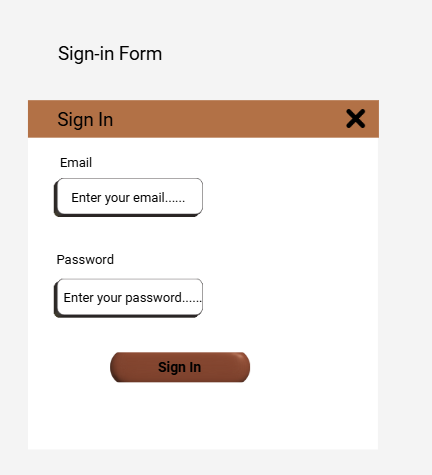 Sign-in Form
Sign In
Email
Enter your email......
Password
Enter your password......
Sign In